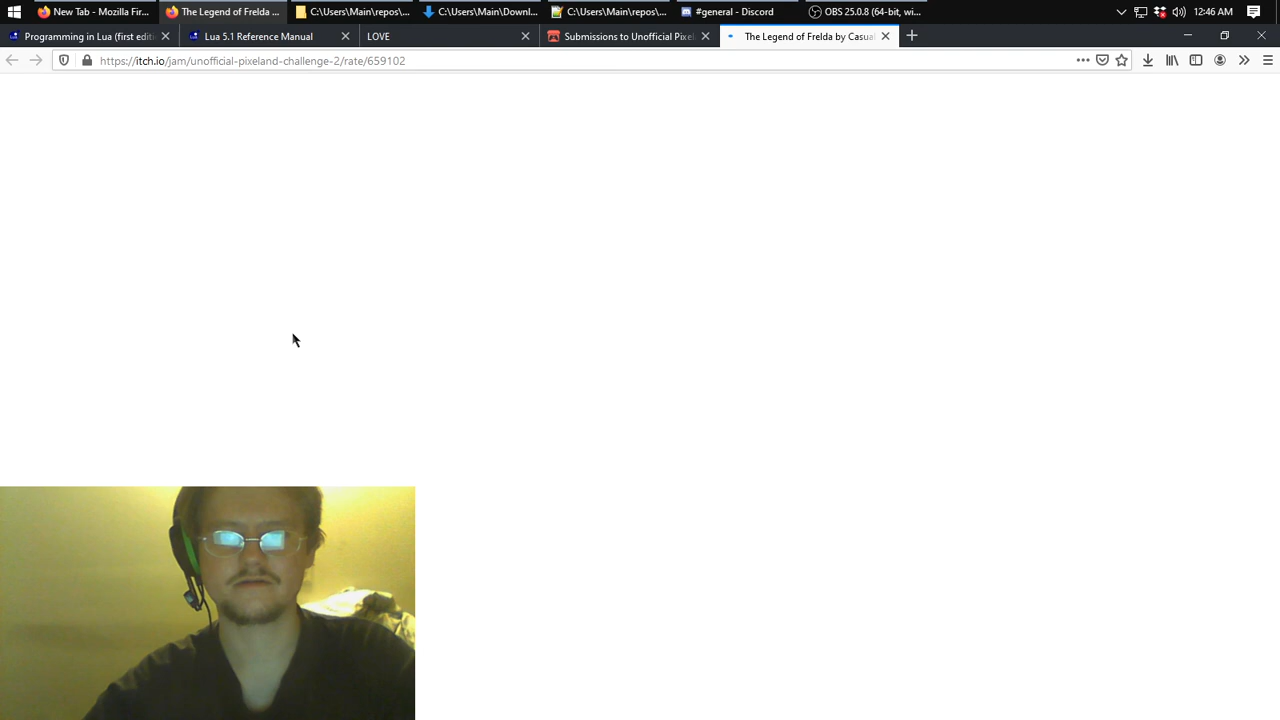 New Tab - Mozilla Fir... The Legend of Frelda ... C:\Users\Main\repos\... C:\Users\Main\Downl... C:\Users\Main\repos\... #general - Discord OBS 25.0.8 (64-bit, wi... 12:46 AM
Programming in Lua (first editi Lua 5.1 Reference Manual LOVE Submissions to Unofficial Pixel The Legend of Frelda by Casual
https://itch.io/jam/unofficial-pixeland-challenge-2/rate/659102